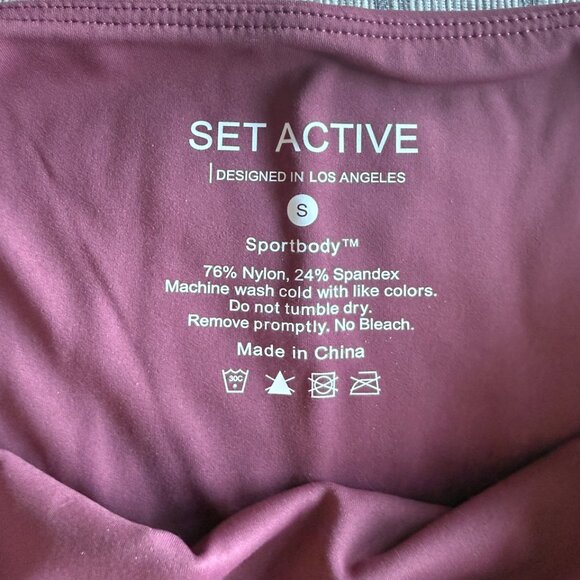 SET ACTIVE
DESIGNED IN LOS ANGELES
S
Sportbody™
76% Nylon, 24% Spandex
Machine wash cold with like colors.
Do not tumble dry.
Remove promptly. No Bleach.
Made in China
30C